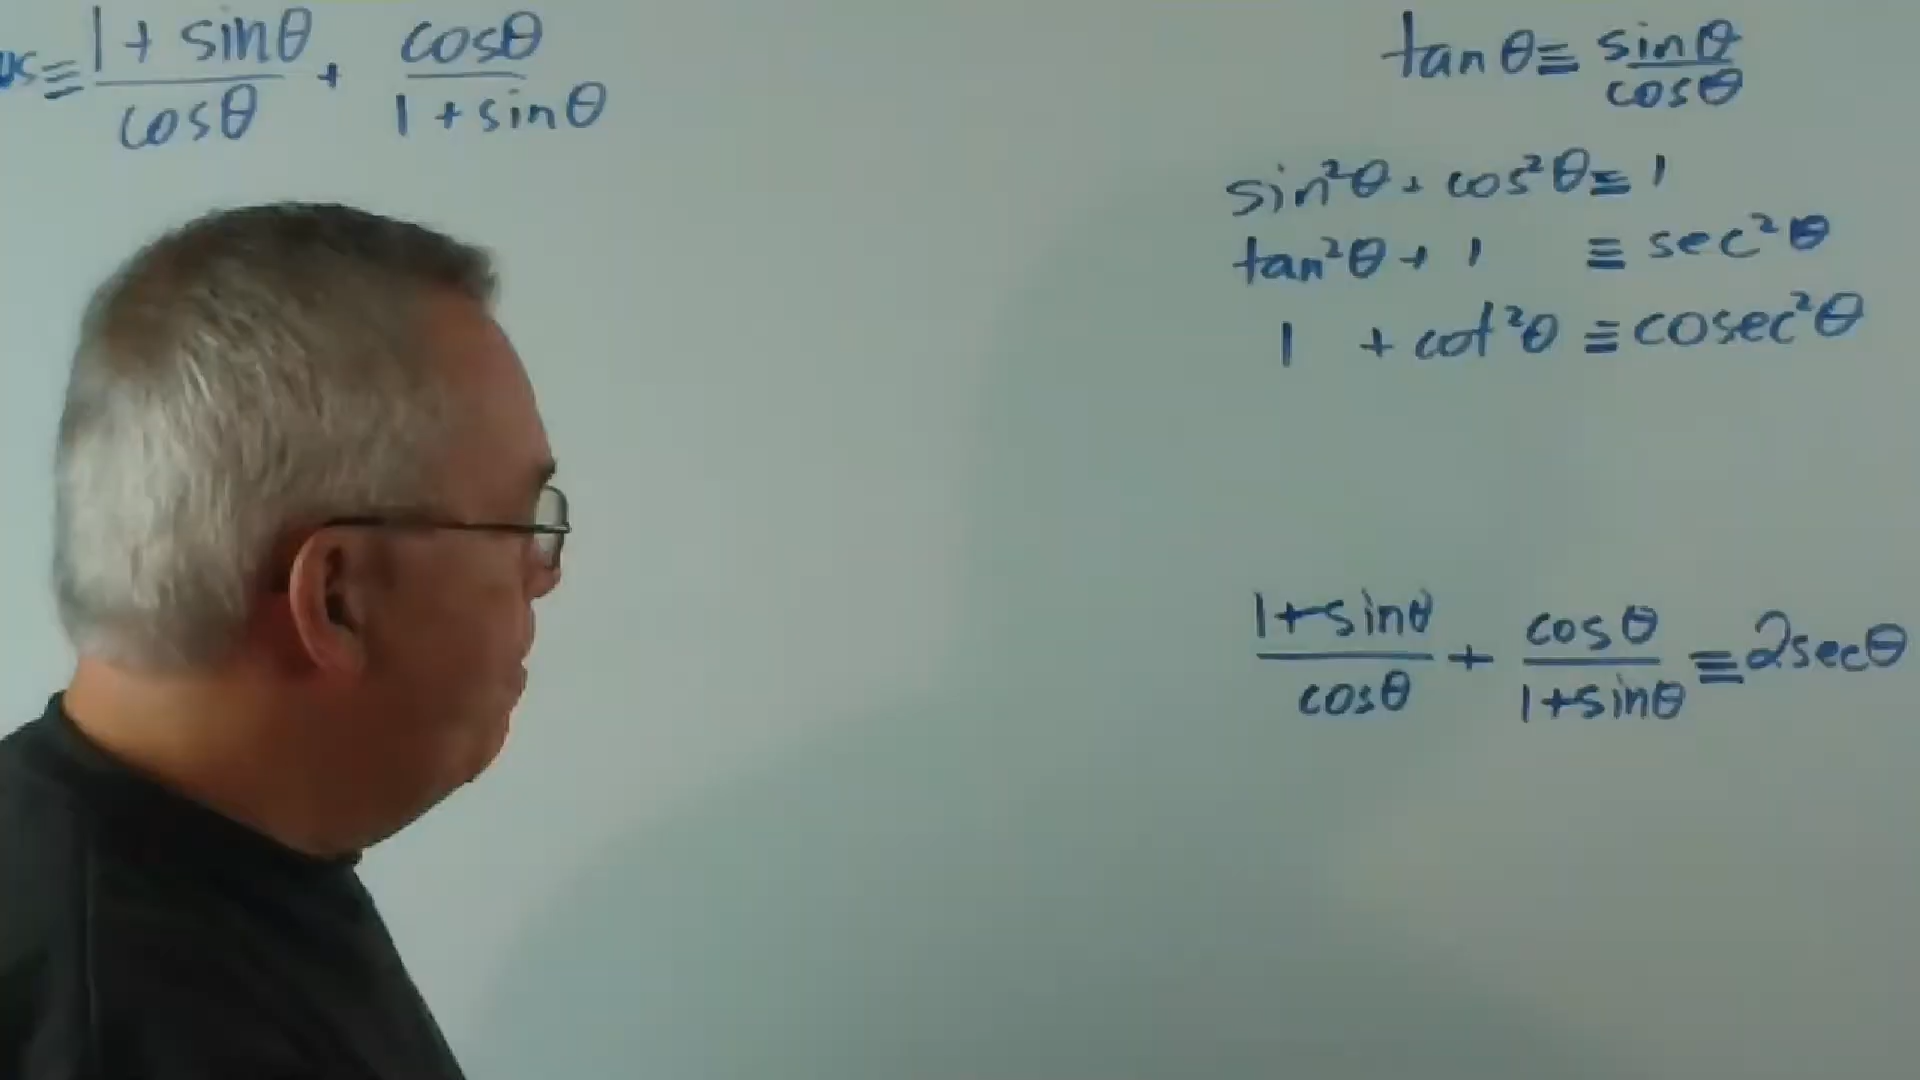 ≡ (1 + sinθ)/cosθ + cosθ/(1 + sinθ)
tanθ ≡ sinθ/cosθ
sin²θ + cos²θ ≡ 1
tan²θ + 1 ≡ sec²θ
1 + cot²θ ≡ cosec²θ
(1+sinθ)/cosθ + cosθ/(1+sinθ) ≡ 2secθ